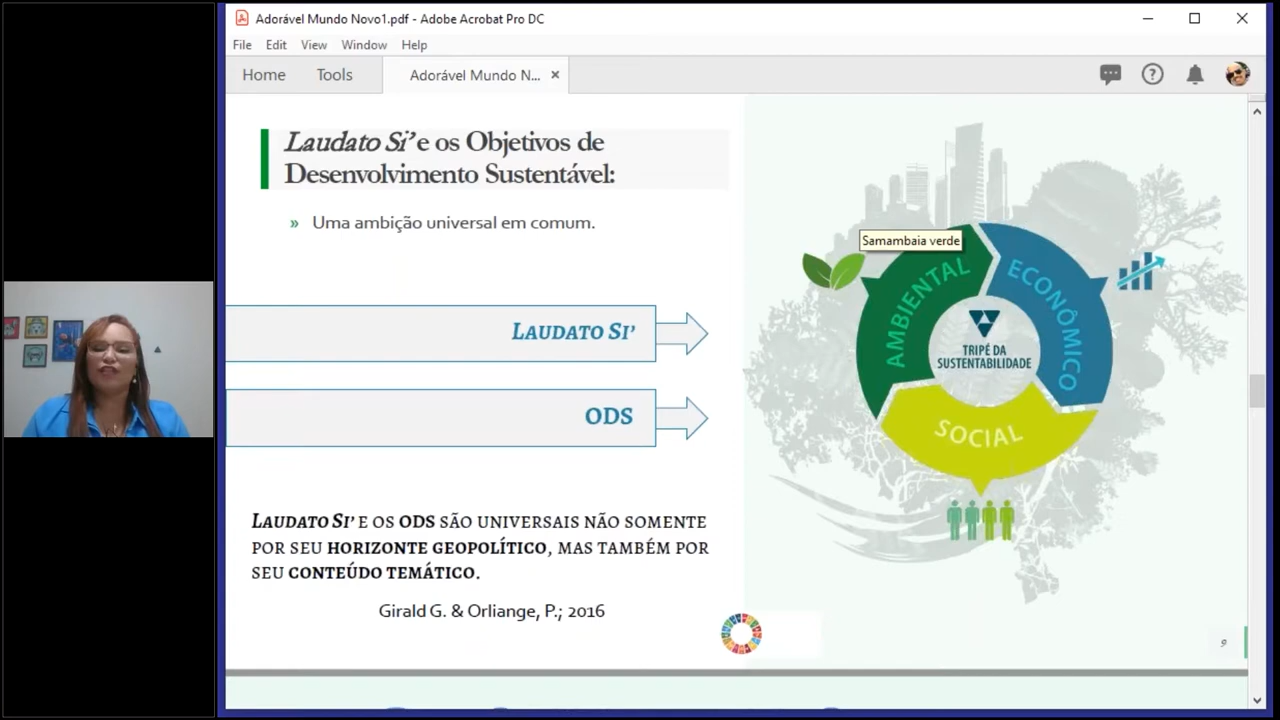 Adorável Mundo Novo1.pdf - Adobe Acrobat Pro DC
File Edit View Window Help
Home Tools Adorável Mundo N... ×
Laudato Si’ e os Objetivos de
Desenvolvimento Sustentável:
» Uma ambição universal em comum.
Samambaia verde
AMBIENTAL
ECONÔMICO
TRIPÉ DA
SUSTENTABILIDADE
SOCIAL
LAUDATO SI’
ODS
LAUDATO SI’ E OS ODS SÃO UNIVERSAIS NÃO SOMENTE
POR SEU HORIZONTE GEOPOLÍTICO, MAS TAMBÉM POR
SEU CONTEÚDO TEMÁTICO.
Girald G. & Orliange, P.; 2016
9